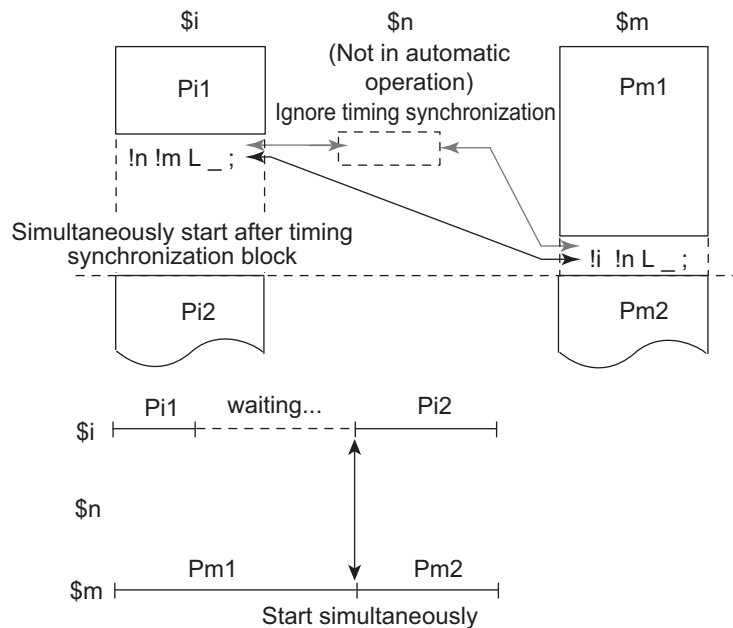 $i $n $m
(Not in automatic
operation)
Ignore timing synchronization
Pi1
Pm1
!n !m L _ ;
Simultaneously start after timing
synchronization block
!i !n L _ ;
Pi2
Pm2
Pi1 waiting... Pi2
$i
$n
Pm1 Pm2
$m
Start simultaneously